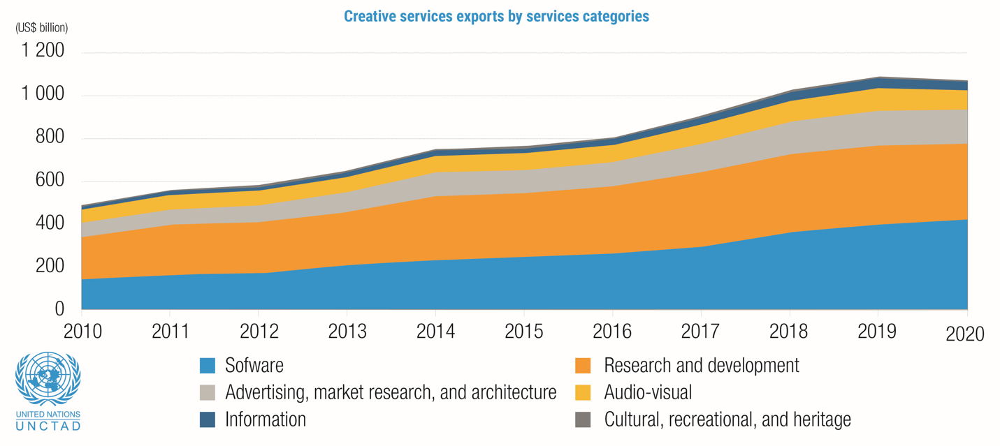 Creative services exports by services categories
(US$ billion)
1 200
1 000
800
600
400
200
0
2010 2011 2012 2013 2014 2015 2016 2017 2018 2019 2020
Sofware
Research and development
Advertising, market research, and architecture
Audio-visual
Information
Cultural, recreational, and heritage
UNITED NATIONS
UNCTAD